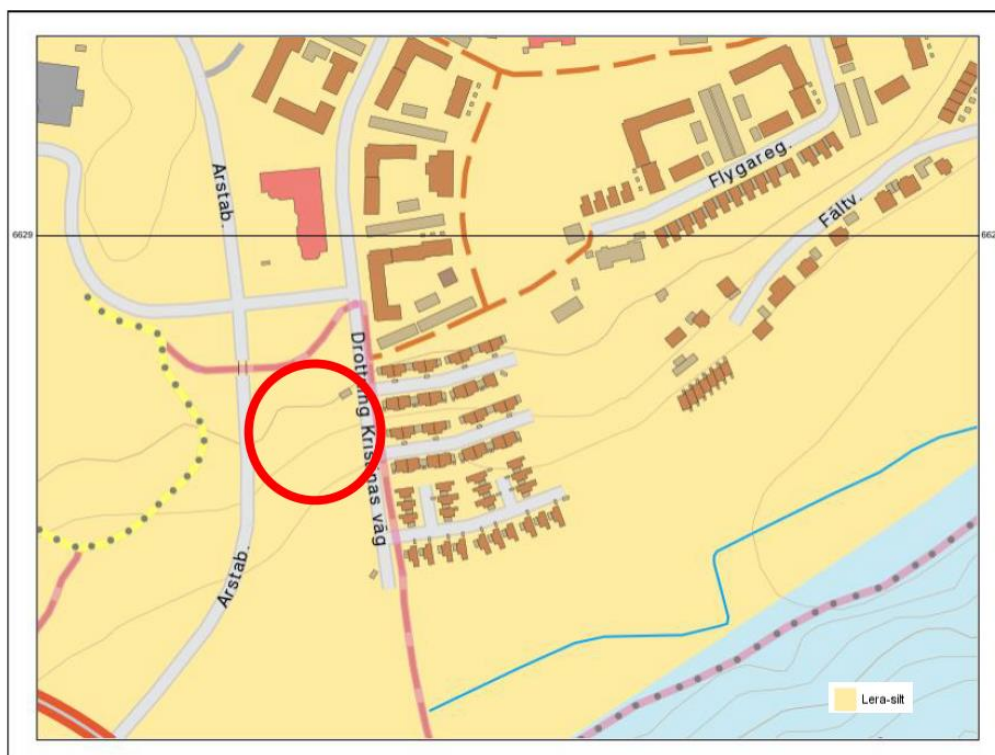 Arstab.
Flygareg.
Fältv.
6629
662
Drottning Kristinas väg
Arstab.
Lera-silt